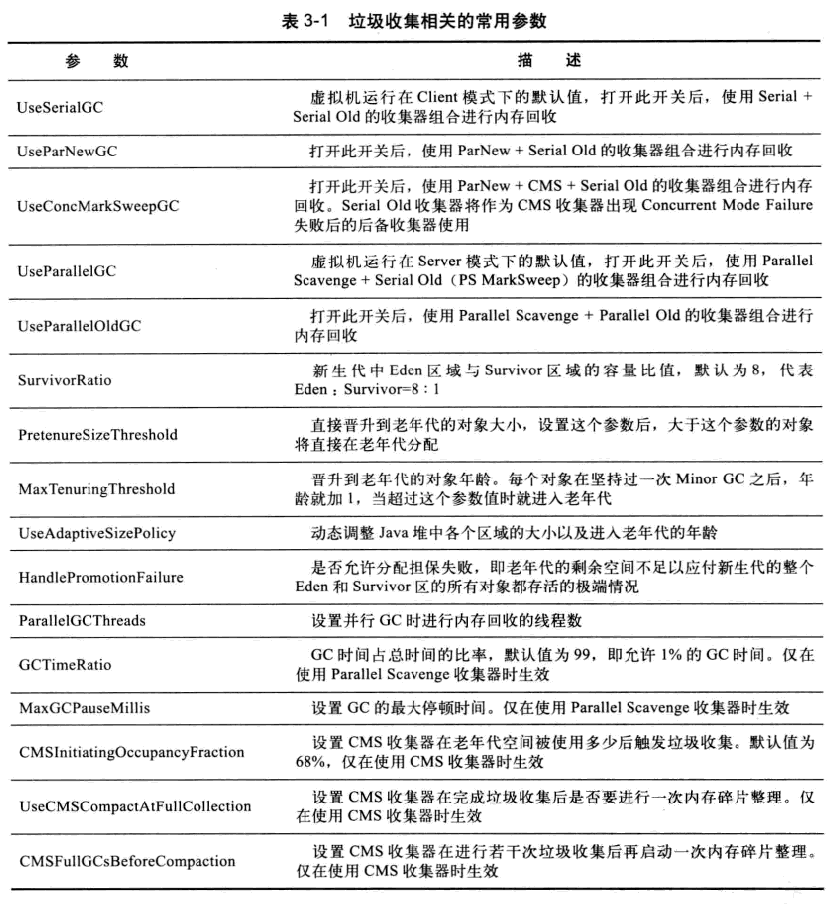 表 3-1 垃圾收集相关的常用参数
参 数 描 述
UseSerialGC
虚拟机运行在 Client 模式下的默认值，打开此开关后，使用 Serial +
Serial Old 的收集器组合进行内存回收
UseParNewGC
打开此开关后，使用 ParNew + Serial Old 的收集器组合进行内存回收
UseConcMarkSweepGC
打开此开关后，使用 ParNew + CMS + Serial Old 的收集器组合进行内存
回收。Serial Old 收集器将作为 CMS 收集器出现 Concurrent Mode Failure
失败后的后备收集器使用
UseParallelGC
虚拟机运行在 Server 模式下的默认值，打开此开关后，使用 Parallel
Scavenge + Serial Old（PS MarkSweep）的收集器组合进行内存回收
UseParallelOldGC
打开此开关后，使用 Parallel Scavenge + Parallel Old 的收集器组合进行
内存回收
SurvivorRatio
新生代中 Eden 区域与 Survivor 区域的容量比值，默认为 8，代表
Eden：Survivor=8：1
PretenureSizeThreshold
直接晋升到老年代的对象大小，设置这个参数后，大于这个参数的对象
将直接在老年代分配
MaxTenuringThreshold
晋升到老年代的对象年龄。每个对象在坚持过一次 Minor GC 之后，年
龄就加 1，当超过这个参数值时就进入老年代
UseAdaptiveSizePolicy
动态调整 Java 堆中各个区域的大小以及进入老年代的年龄
HandlePromotionFailure
是否允许分配担保失败，即老年代的剩余空间不足以应付新生代的整个
Eden 和 Survivor 区的所有对象都存活的极端情况
ParallelGCThreads
设置并行 GC 时进行内存回收的线程数
GCTimeRatio
GC 时间占总时间的比率，默认值为 99，即允许 1% 的 GC 时间。仅在
使用 Parallel Scavenge 收集器时生效
MaxGCPauseMillis
设置 GC 的最大停顿时间。仅在使用 Parallel Scavenge 收集器时生效
CMSInitiatingOccupancyFraction
设置 CMS 收集器在老年代空间被使用多少后触发垃圾收集。默认值为
68%，仅在使用 CMS 收集器时生效
UseCMSCompactAtFullCollection
设置 CMS 收集器在完成垃圾收集后是否要进行一次内存碎片整理。仅
在使用 CMS 收集器时生效
CMSFullGCsBeforeCompaction
设置 CMS 收集器在进行若干次垃圾收集后再启动一次内存碎片整理。
仅在使用 CMS 收集器时生效